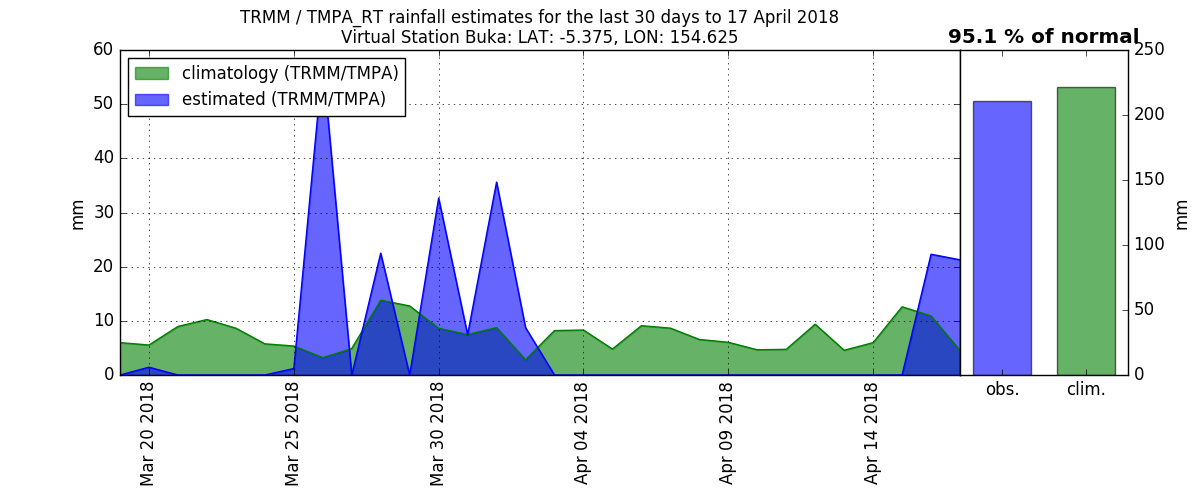 TRMM / TMPA_RT rainfall estimates for the last 30 days to 17 April 2018
Virtual Station Buka: LAT: -5.375, LON: 154.625
95.1 % of normal
climatology (TRMM/TMPA)
estimated (TRMM/TMPA)
60
50
40
30
20
10
0
mm
Mar 20 2018
Mar 25 2018
Mar 30 2018
Apr 04 2018
Apr 09 2018
Apr 14 2018
obs.
clim.
250
200
150
100
50
0
mm